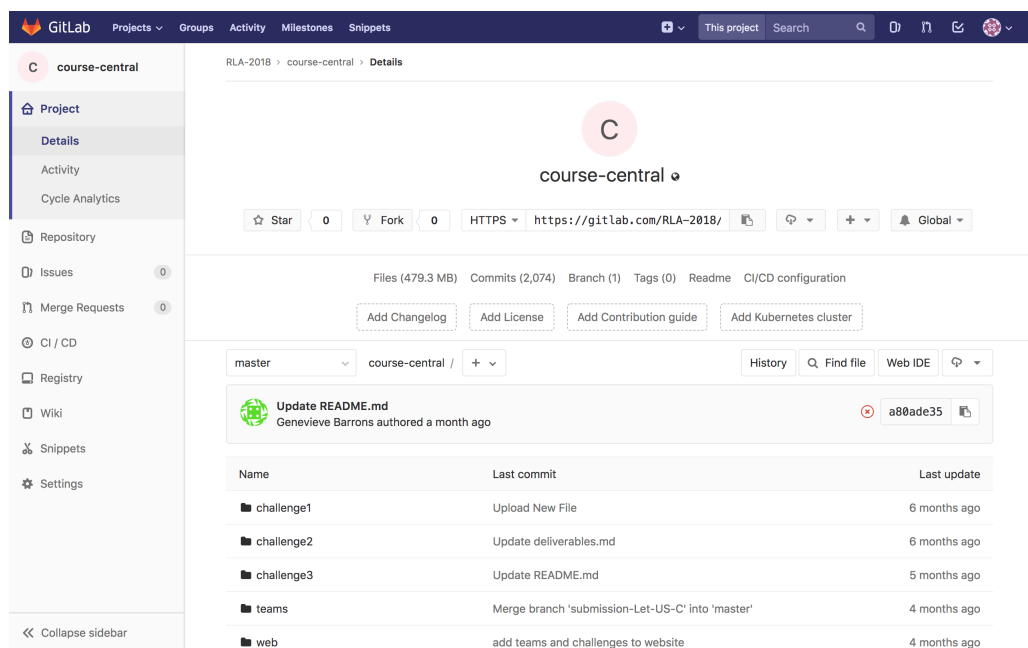 GitLab Projects Groups Activity Milestones Snippets This project Search
C course-central
RLA-2018 > course-central > Details
Project
Details
Activity
Cycle Analytics
Repository
Issues 0
Merge Requests 0
CI / CD
Registry
Wiki
Snippets
Settings
Collapse sidebar
C
course-central
Star 0 Fork 0 HTTPS https://gitlab.com/RLA-2018/ Global
Files (479.3 MB) Commits (2,074) Branch (1) Tags (0) Readme CI/CD configuration
Add Changelog Add License Add Contribution guide Add Kubernetes cluster
master course-central / + History Find file Web IDE
Update README.md
Genevieve Barrons authored a month ago
a80ade35
Name Last commit Last update
challenge1 Upload New File 6 months ago
challenge2 Update deliverables.md 6 months ago
challenge3 Update README.md 5 months ago
teams Merge branch 'submission-Let-US-C' into 'master' 4 months ago
web add teams and challenges to website 4 months ago